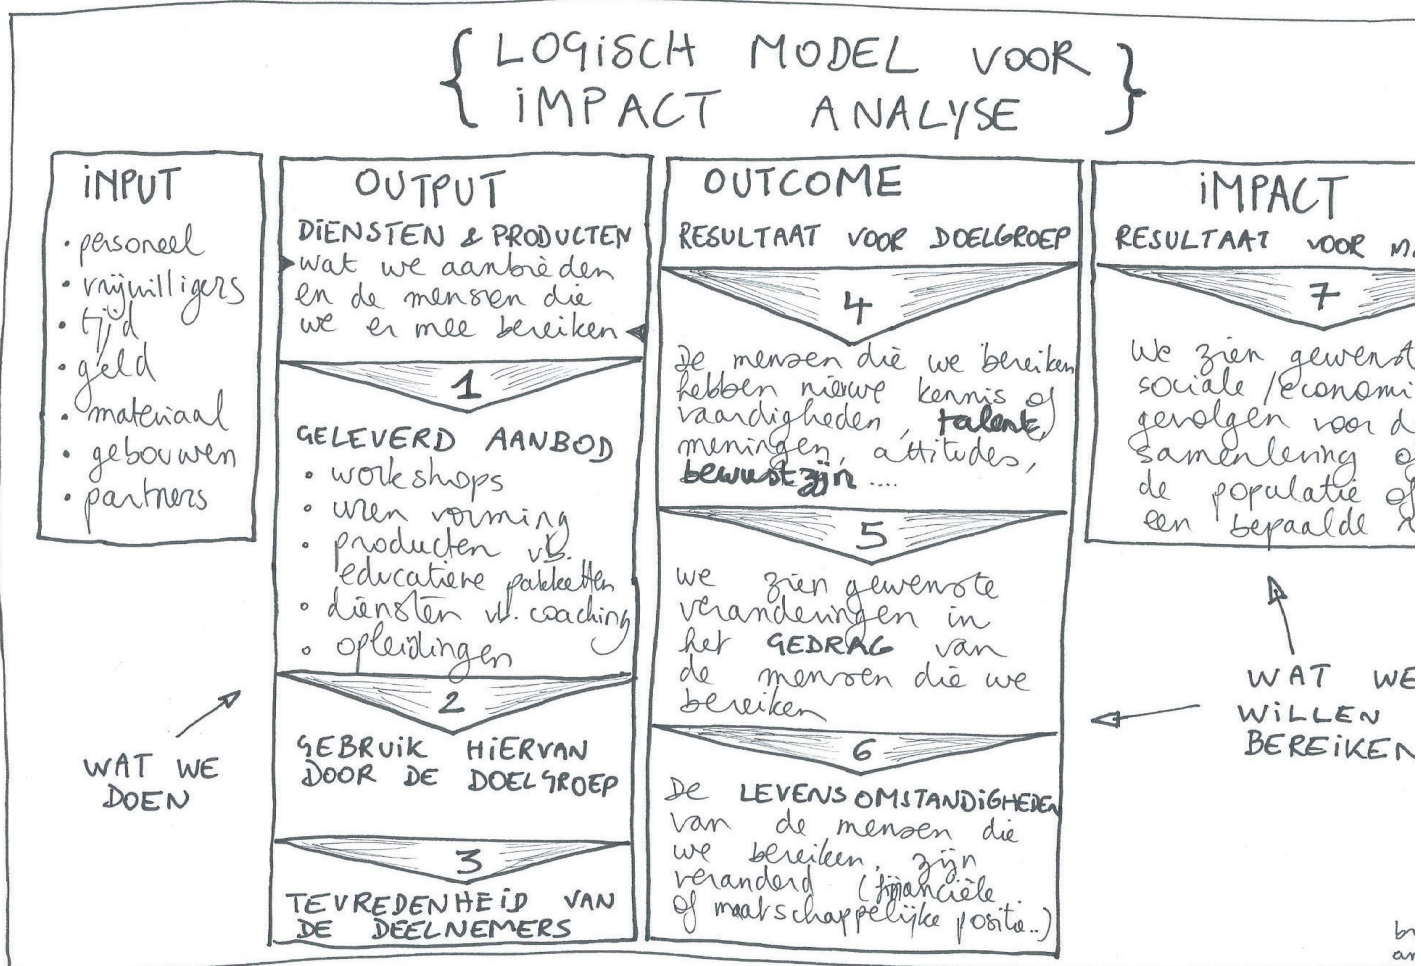 LOGISCH MODEL VOOR
IMPACT ANALYSE
INPUT
• personeel
• vrijwilligers
• tijd
• geld
• materiaal
• gebouwen
• partners
OUTPUT
DIENSTEN & PRODUCTEN
wat we aanbieden
en de mensen die
we er mee bereiken
1
GELEVERD AANBOD
• workshops
• uren vorming
• producten vb.
educatieve pakketten
• diensten vb. coaching
• opleidingen
2
GEBRUIK HIERVAN
DOOR DE DOELGROEP
3
TEVREDENHEID VAN
DE DEELNEMERS
OUTCOME
RESULTAAT VOOR DOELGROEP
4
De mensen die we bereiken
hebben nieuwe kennis of
vaardigheden, talent,
meningen, attitudes,
bewustzijn ....
5
we zien gewenste
veranderingen in
het GEDRAG van
de mensen die we
bereiken
6
De LEVENSOMSTANDIGHEDEN
van de mensen die
we bereiken, zijn
veranderd (financiële
of maatschappelijke positie..)
IMPACT
RESULTAAT VOOR M
7
We zien gewenst
sociale/economi
gevolgen voor d
samenleving of
de populatie of
een bepaalde
WAT WE
DOEN
WAT WE
WILLEN
BEREIKEN